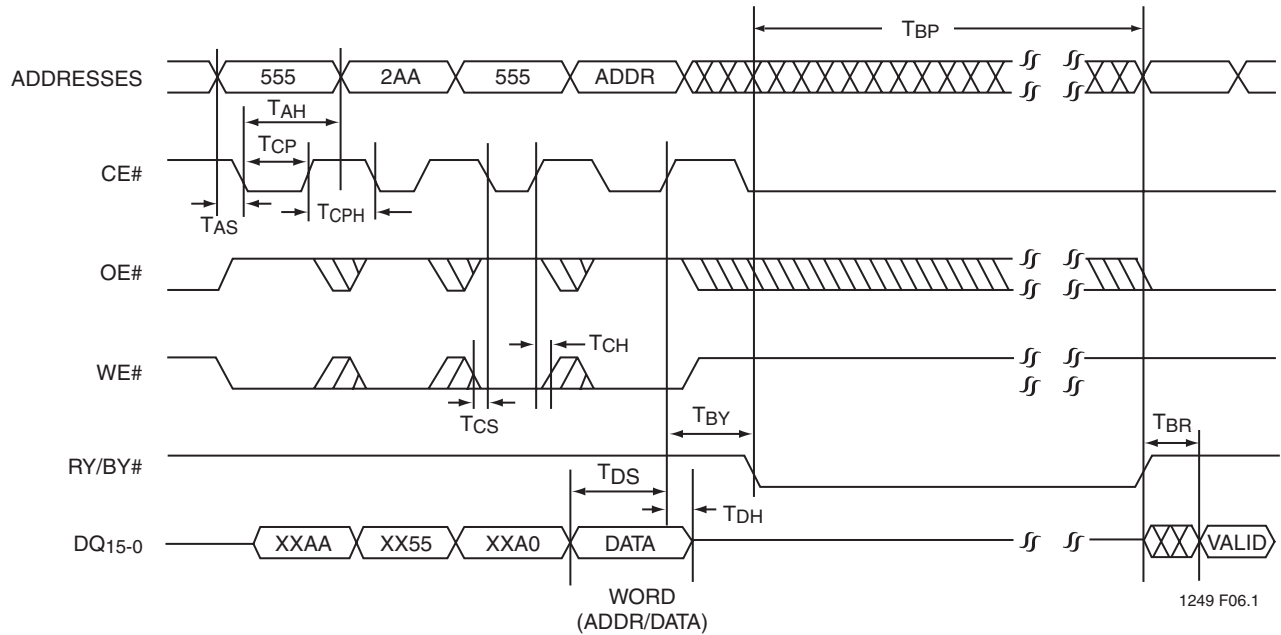 TBP
ADDRESSES 555 2AA 555 ADDR
TAH
TCP
CE#
TAS TCPH
OE#
WE# TCH
TCS
TBY TBR
RY/BY#
TDS
TDH
DQ15-0 XXAA XX55 XXA0 DATA VALID
WORD
(ADDR/DATA)
1249 F06.1